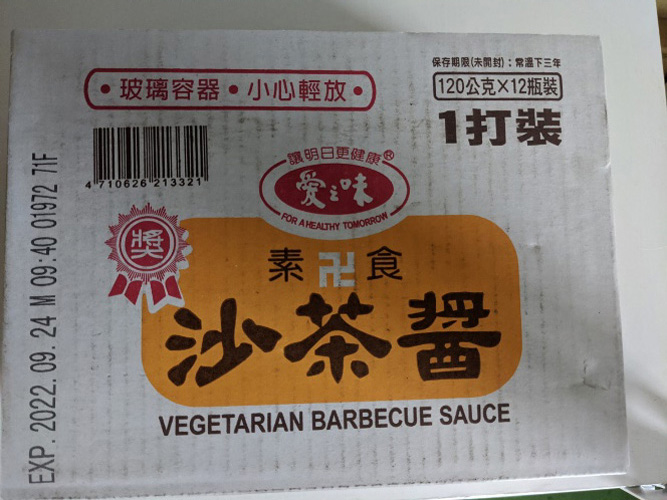 保存期限(未開封)：常溫下三年
•玻璃容器•小心輕放•
120公克×12瓶裝
1打裝
4 710626 213321
讓明日更健康®
愛之味
FOR A HEALTHY TOMORROW
獎
素卍食
沙茶醬
VEGETARIAN BARBECUE SAUCE
EXP. 2022. 09. 24 M 09:40 01972 71F